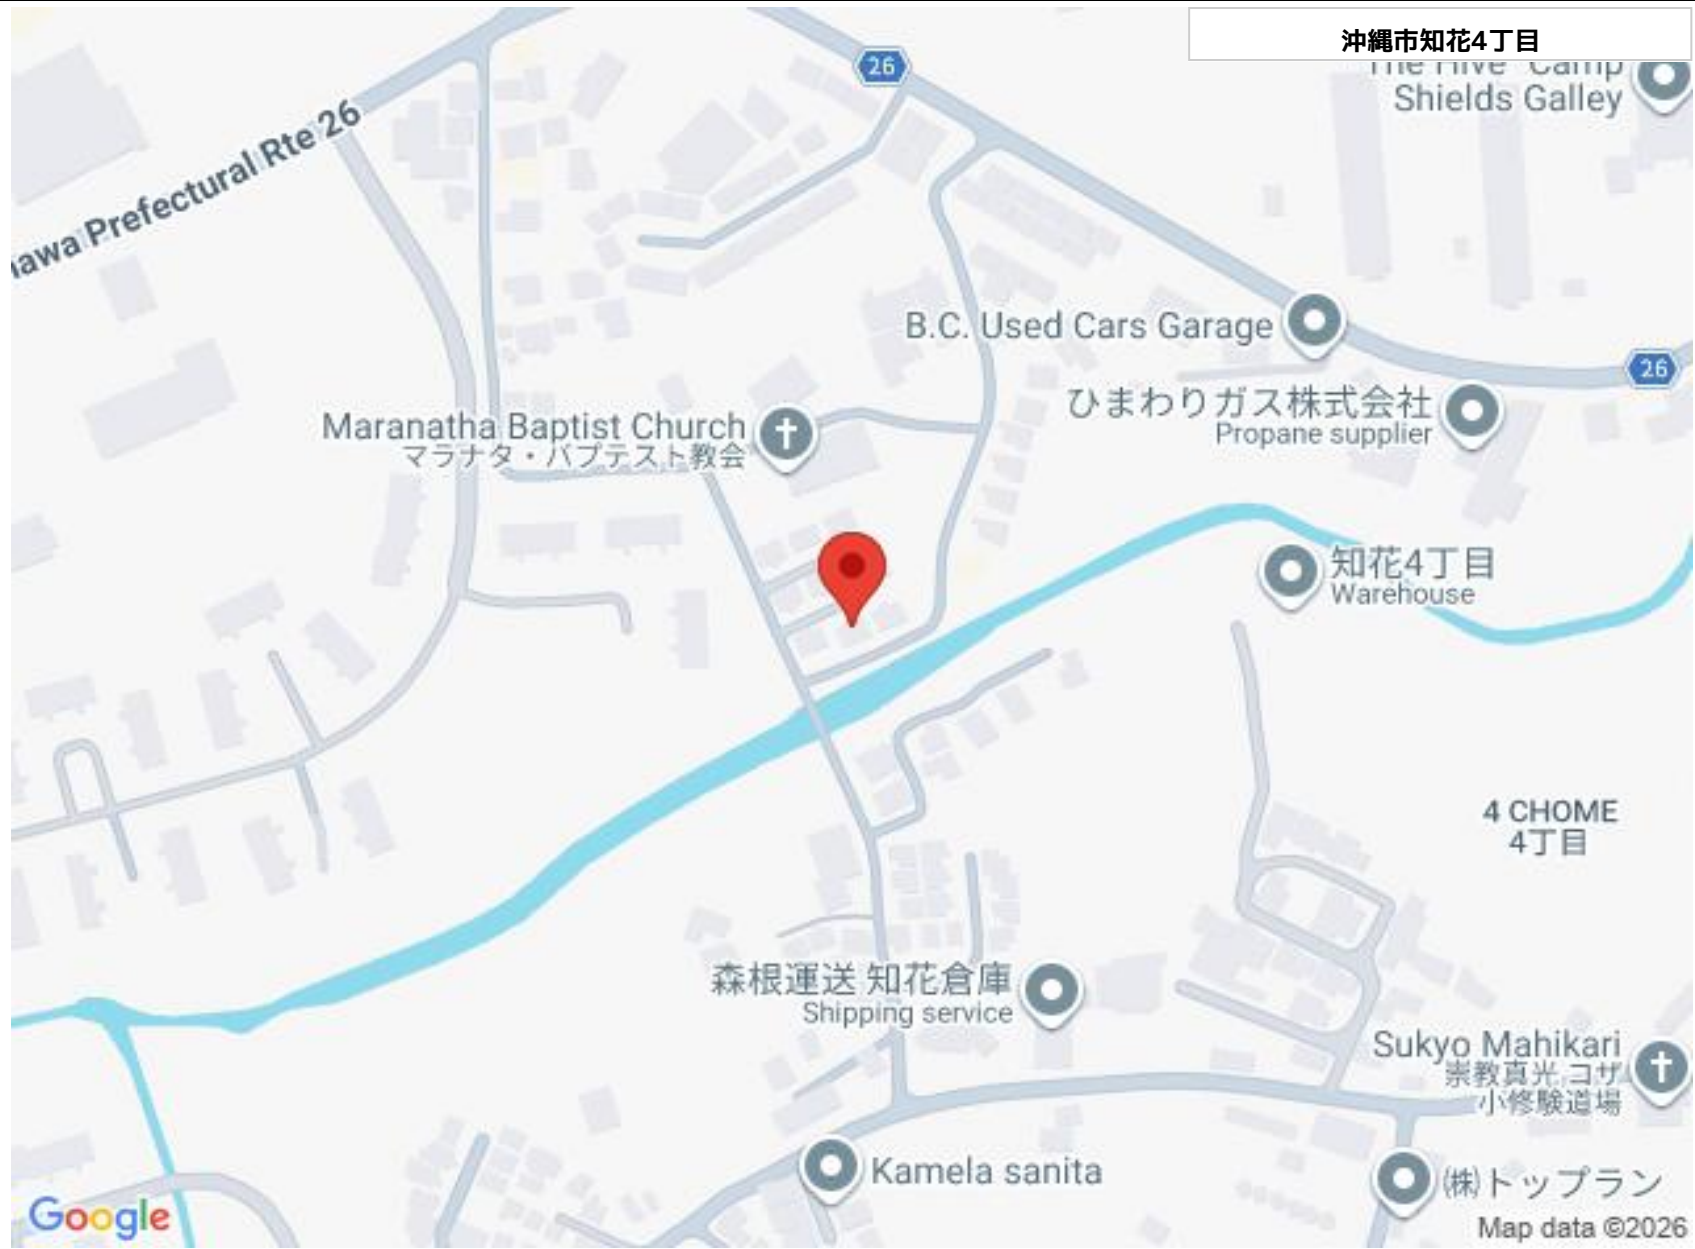 沖縄市知花4丁目
26
The Hive" Camp
Shields Galley
nawa Prefectural Rte 26
B.C. Used Cars Garage
26
ひまわりガス株式会社
Propane supplier
Maranatha Baptist Church
マラナタ・バプテスト教会
知花4丁目
Warehouse
4 CHOME
4丁目
森根運送 知花倉庫
Shipping service
Sukyo Mahikari
崇教真光 コザ
小修験道場
Kamela sanita
㈱トップラン
Google
Map data ©2026